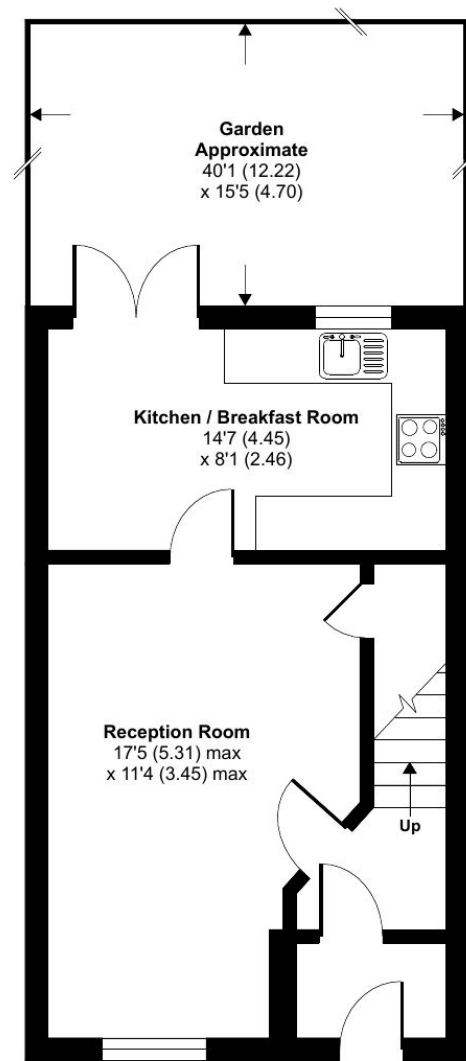 Garden
Approximate
40'1 (12.22)
x 15'5 (4.70)
Kitchen / Breakfast Room
14'7 (4.45)
x 8'1 (2.46)
Reception Room
17'5 (5.31) max
x 11'4 (3.45) max
Up